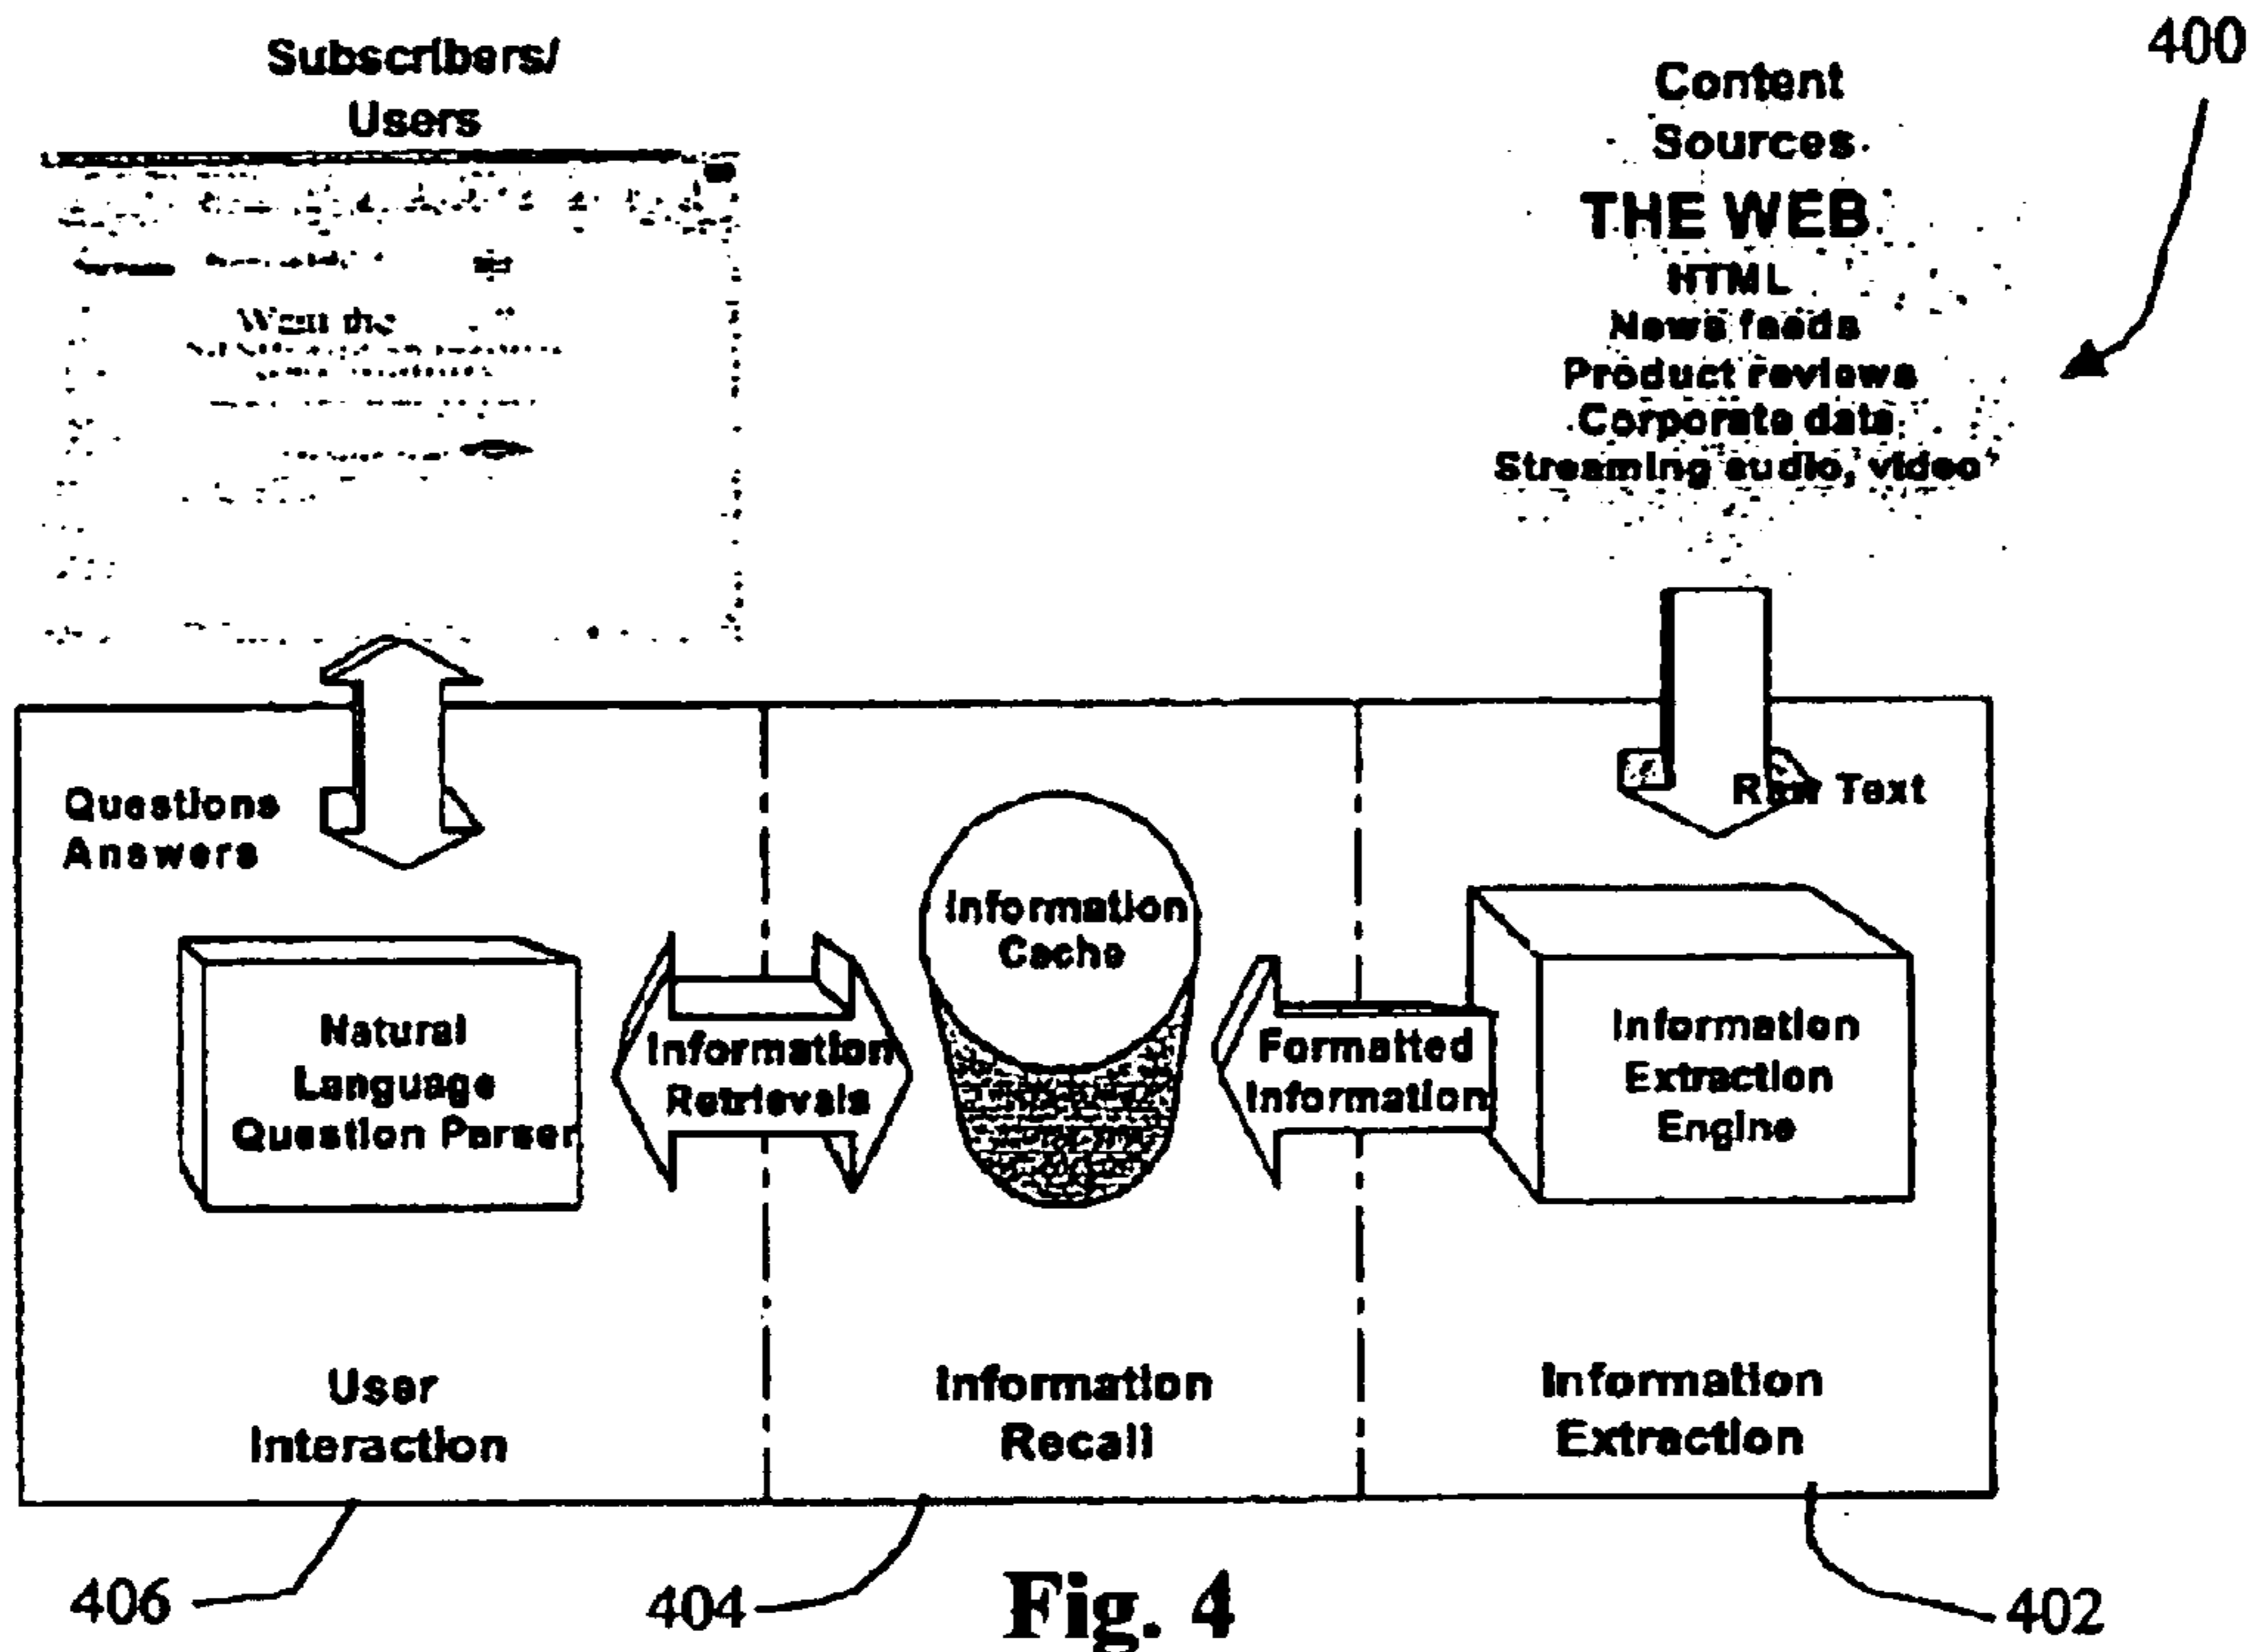 Subscribers/
Users
Want the
400
Content
Sources
THE WEB
HTML
News feeds
Product reviews
Corporate data
Streaming audio, video
Questions
Answers
Raw Text
Natural
Language
Question Parser
Information
Retrievals
Information
Cache
Formatted
Information
Information
Extraction
Engine
User
Interaction
Information
Recall
Information
Extraction
406
404
402
Fig. 4